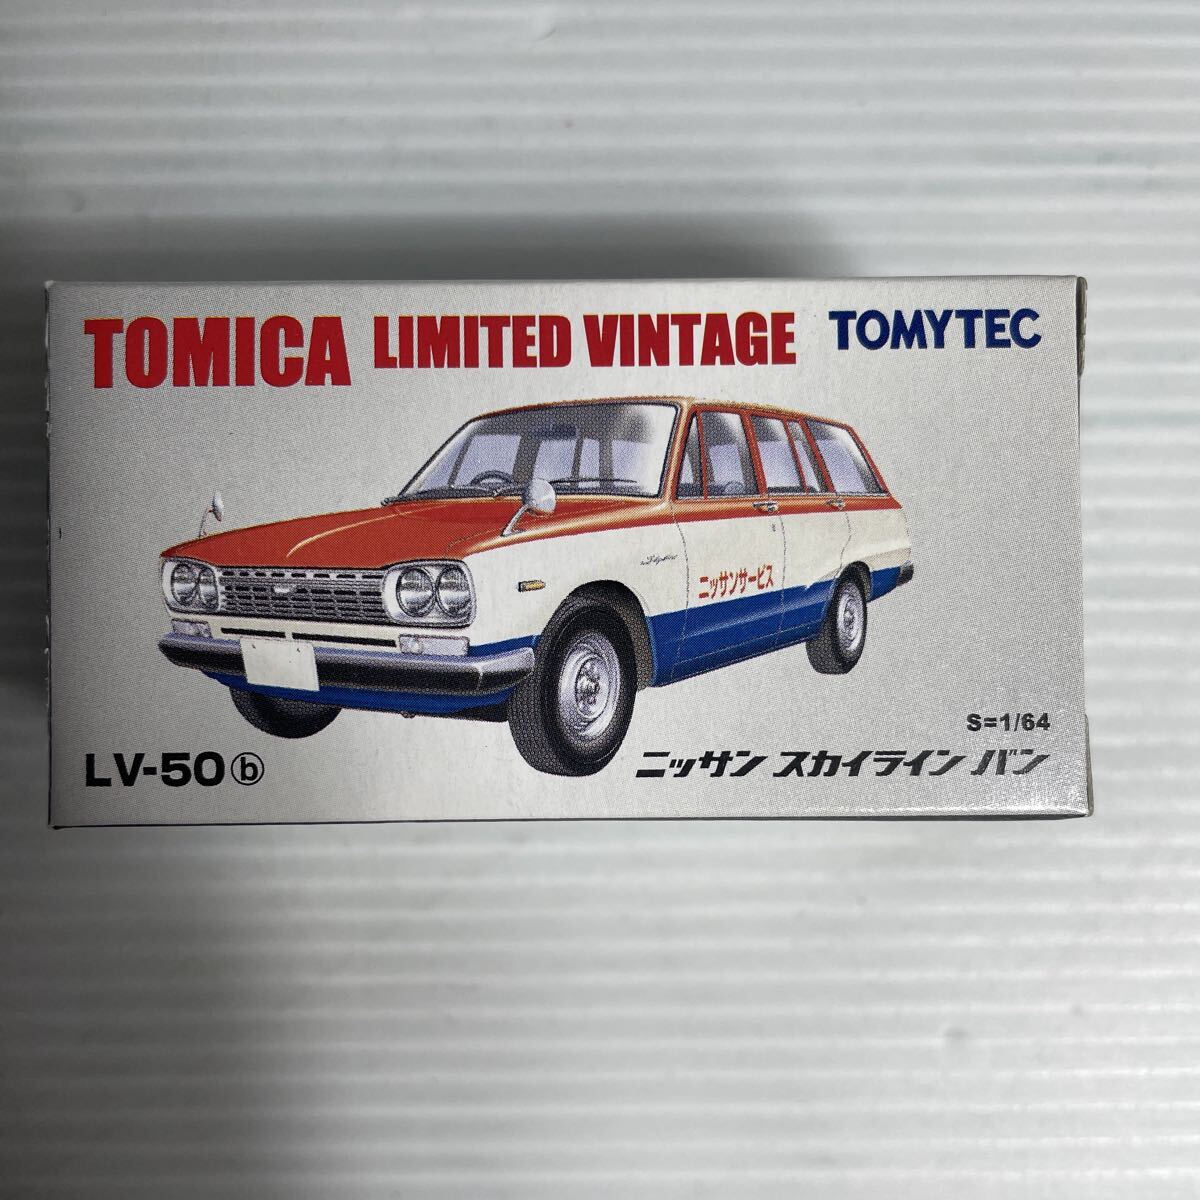 TOMICA LIMITED VINTAGE TOMYTEC
ニッサンサービス
S=1/64
LV-50ⓑ
ニッサン スカイライン バン